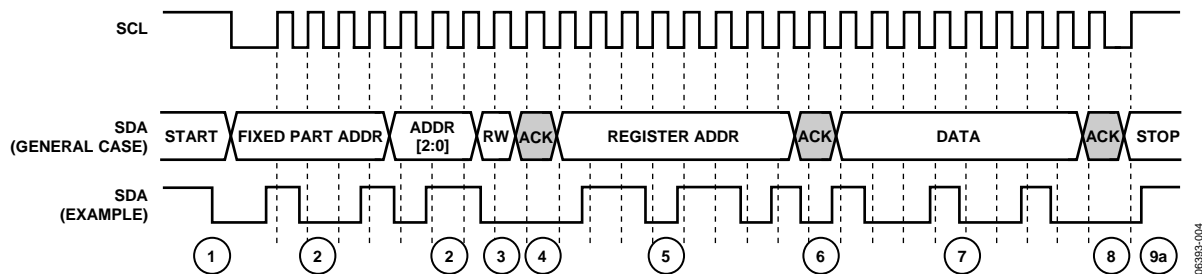 SCL
SDA
(GENERAL CASE)
START
FIXED PART ADDR
ADDR
[2:0]
RW
ACK
REGISTER ADDR
ACK
DATA
ACK
STOP
SDA
(EXAMPLE)
1
2
2
3
4
5
6
7
8
9a
06393-004